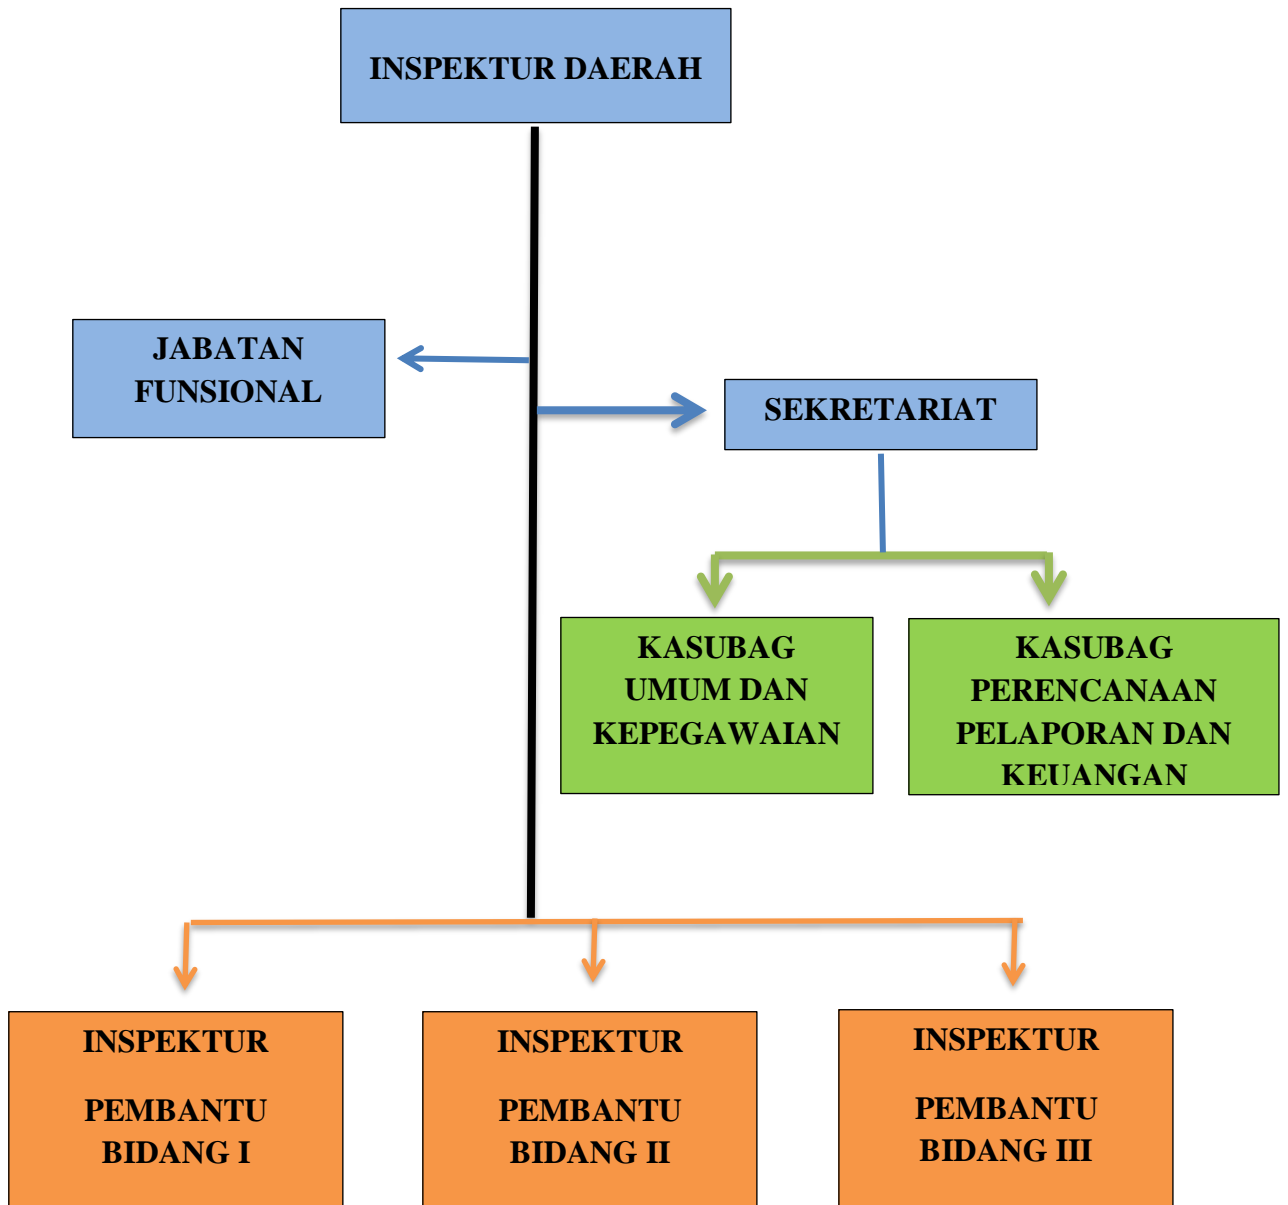 INSPEKTUR DAERAH
JABATAN
FUNSIONAL
SEKRETARIAT
KASUBAG
UMUM DAN
KEPEGAWAIAN
KASUBAG
PERENCANAAN
PELAPORAN DAN
KEUANGAN
INSPEKTUR
PEMBANTU
BIDANG I
INSPEKTUR
PEMBANTU
BIDANG II
INSPEKTUR
PEMBANTU
BIDANG III